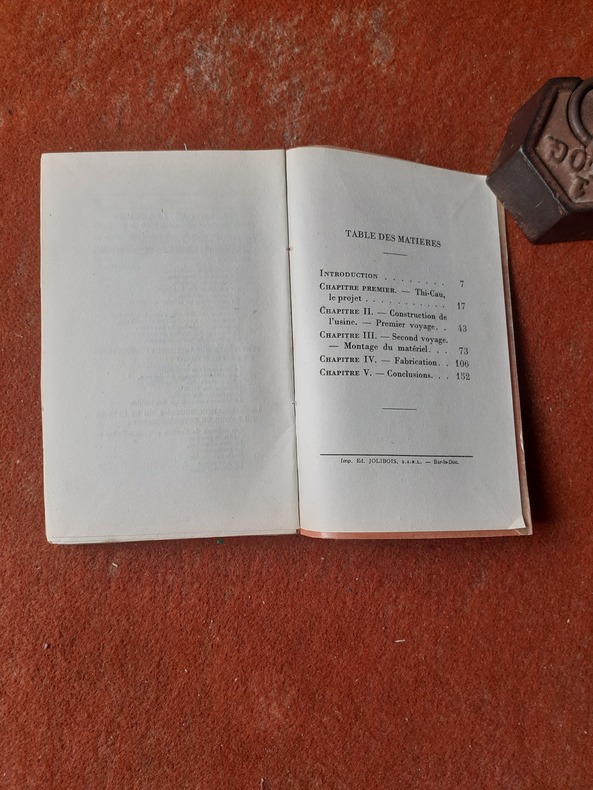 TABLE DES MATIERES
INTRODUCTION . . . . . . . . 7
CHAPITRE PREMIER. — Thi-Cau,
le projet . . . . . . . . . . . 17
CHAPITRE II. — Construction de
l'usine. — Premier voyage. . 43
CHAPITRE III. — Second voyage.
— Montage du matériel. . . 73
CHAPITRE IV. — Fabrication. . 106
CHAPITRE V. — Conclusions. . . 152
Imp. Ed. JOLIBOIS, S.A.R.L. — Bar-le-Duc.